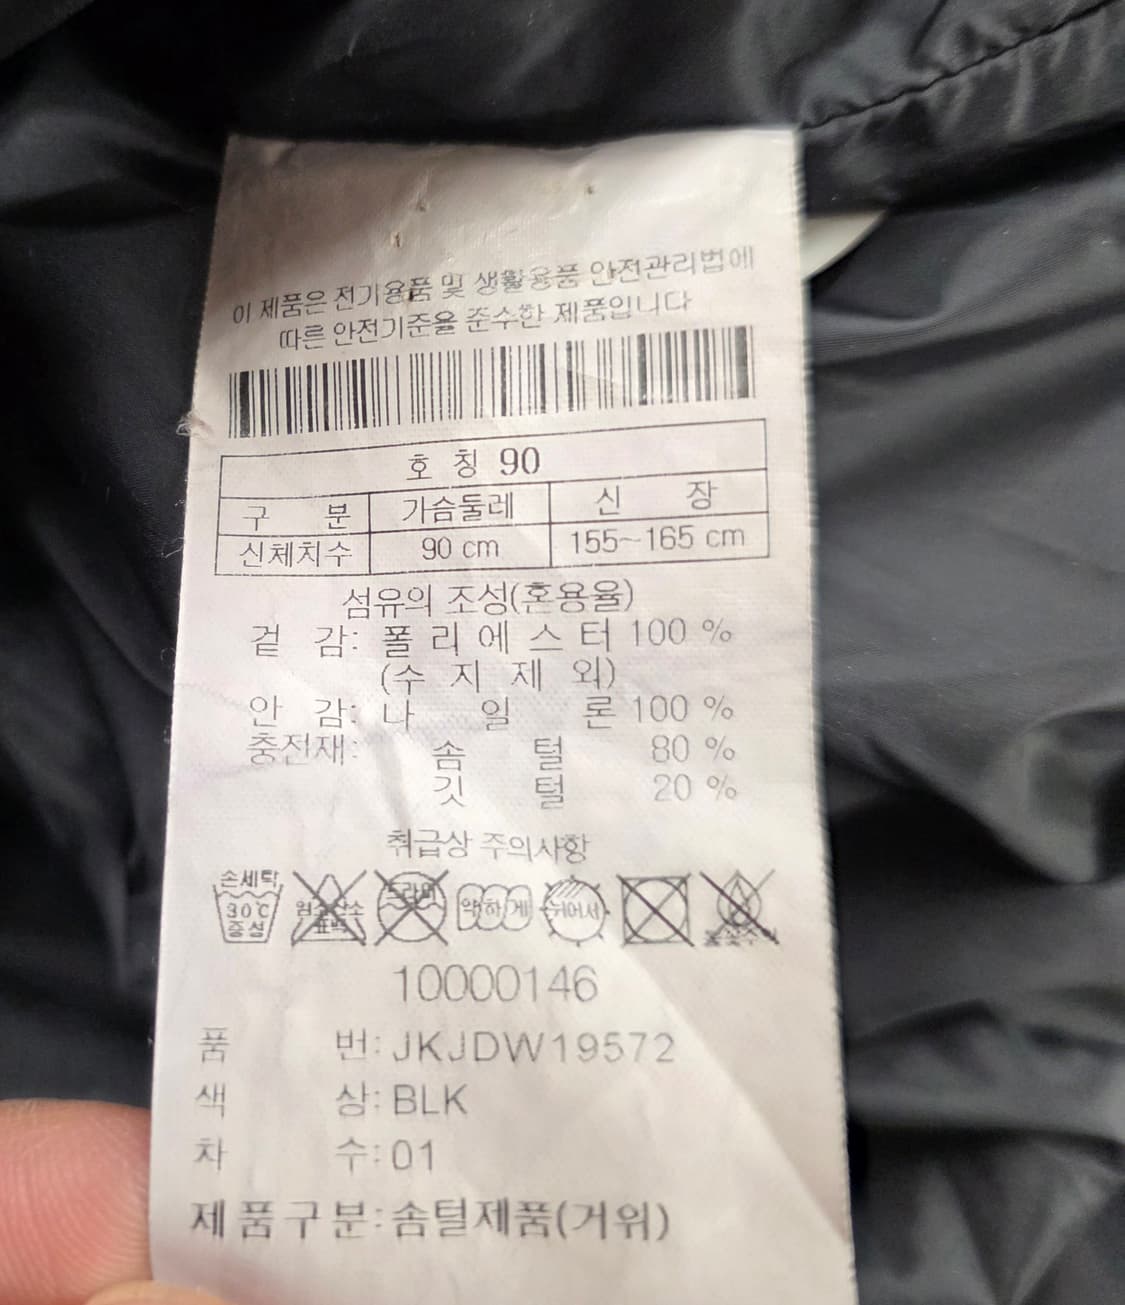 이 제품은 전기용품 및 생활용품 안전관리법에
따른 안전기준을 준수한 제품입니다
호 칭 90
구 분 가슴둘레 신 장
신체치수 90 cm 155~165 cm
섬유의 조성(혼용율)
겉 감: 폴 리 에 스 터 100 %
(수 지 제 외)
안 감: 나 일 론 100 %
충전재: 솜 털 80 %
깃 털 20 %
취급상 주의사항
손세탁 30℃ 중성 염소산소 표백 드라이 약하게 뉘어서
10000146
품 번: JKJDW19572
색 상: BLK
차 수: 01
제 품 구 분 : 솜털제품(거위)